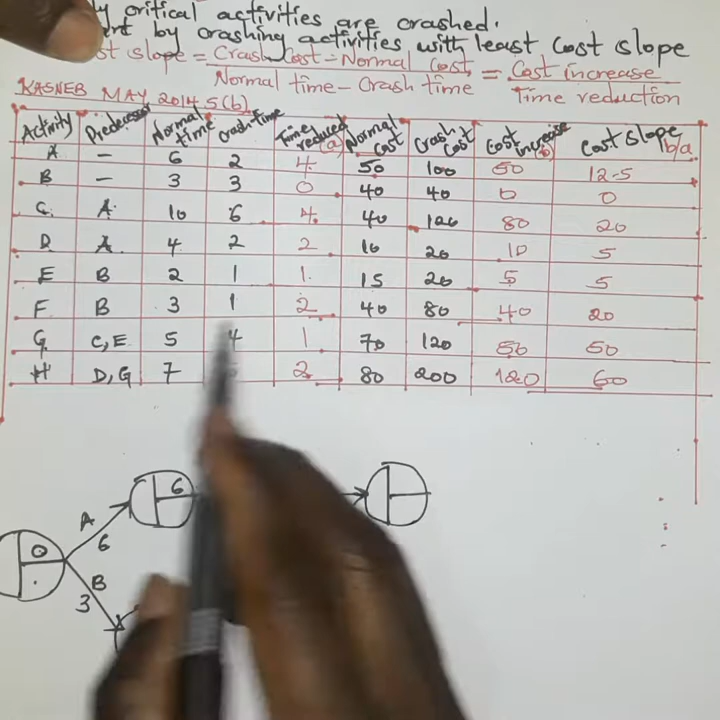 critical activities are crashed.
by crashing activities with least cost slope
slope = Crash Cost - Normal Cost = Cost increase
Normal time - Crash time Time reduction
KASNEB MAY 2014 5(b)
Activity Predecessor Normal time Crash time Time reduced (a) Normal cost Crash cost Cost increase (b) Cost slope b/a
A - 6 2 4 50 100 50 12.5
B - 3 3 0 40 40 0 0
C. A 10 6 4 40 120 80 20
D A 4 2 2 10 20 10 5
E B 2 1 1 15 20 5 5
F B 3 1 2 40 80 40 20
G C,E 5 4 1 70 120 50 50
H D,G 7 2 80 200 120 60
6
A
6
0
B
3